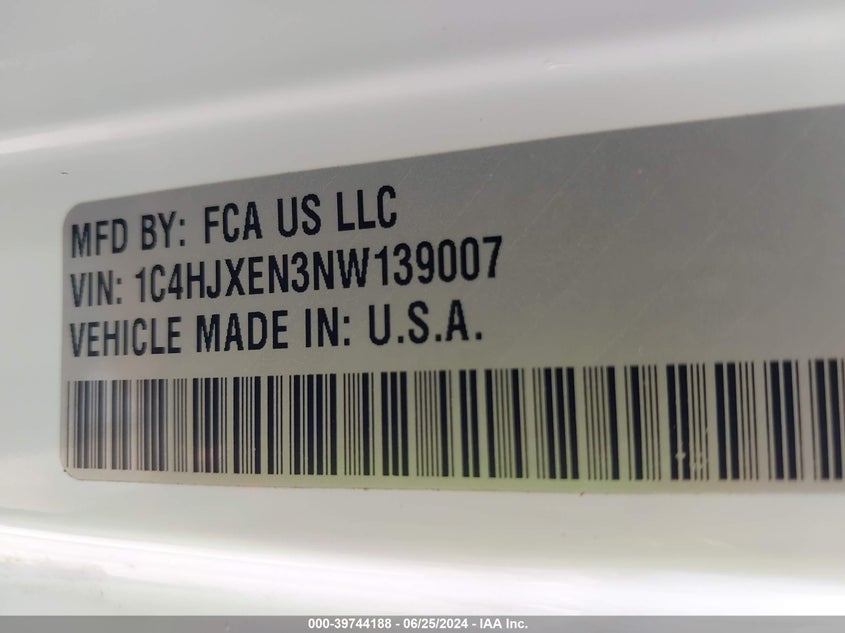 MFD BY: FCA US LLC
VIN: 1C4HJXEN3NW139007
VEHICLE MADE IN: U.S.A.
000-39744188 - 06/25/2024 - IAA Inc.